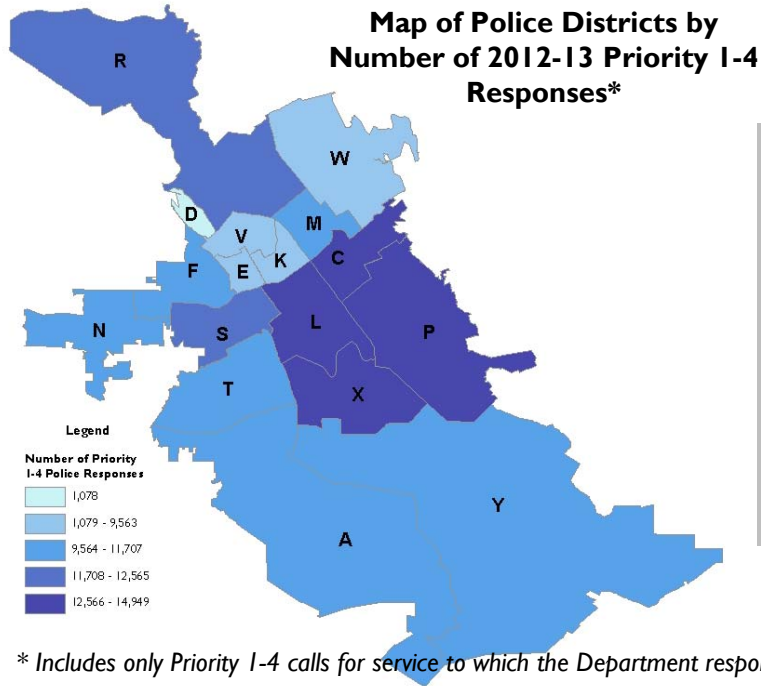 Map of Police Districts by
Number of 2012-13 Priority 1-4
Responses*
R
W
D
M
V
C
K
E
F
N
L
P
S
T
X
Y
A
Legend
Number of Priority
1-4 Police Responses
1,078
1,079 - 9,563
9,564 - 11,707
11,708 - 12,565
12,566 - 14,949
* Includes only Priority 1-4 calls for service to which the Department respo